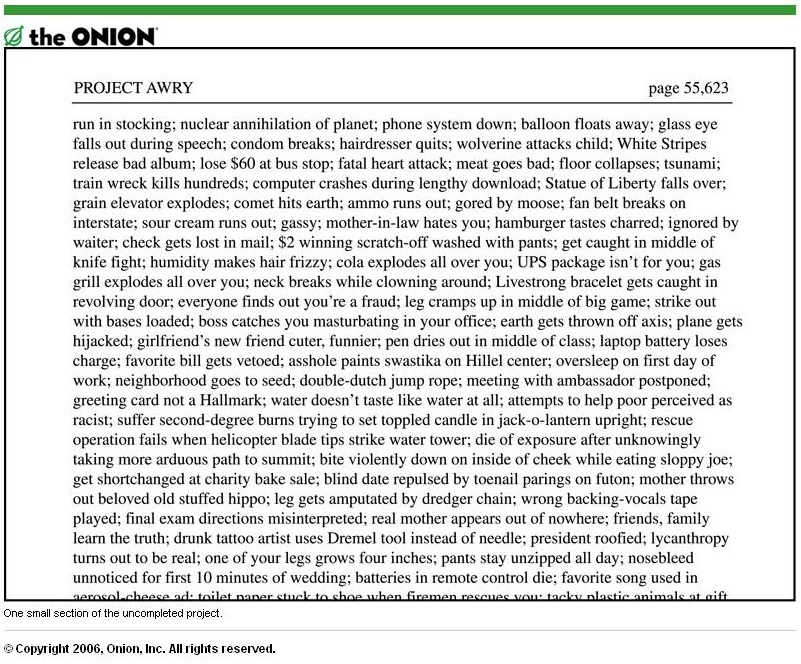 the ONION
PROJECT AWRY page 55,623
run in stocking; nuclear annihilation of planet; phone system down; balloon floats away; glass eye
falls out during speech; condom breaks; hairdresser quits; wolverine attacks child; White Stripes
release bad album; lose $60 at bus stop; fatal heart attack; meat goes bad; floor collapses; tsunami;
train wreck kills hundreds; computer crashes during lengthy download; Statue of Liberty falls over;
grain elevator explodes; comet hits earth; ammo runs out; gored by moose; fan belt breaks on
interstate; sour cream runs out; gassy; mother-in-law hates you; hamburger tastes charred; ignored by
waiter; check gets lost in mail; $2 winning scratch-off washed with pants; get caught in middle of
knife fight; humidity makes hair frizzy; cola explodes all over you; UPS package isn't for you; gas
grill explodes all over you; neck breaks while clowning around; Livestrong bracelet gets caught in
revolving door; everyone finds out you're a fraud; leg cramps up in middle of big game; strike out
with bases loaded; boss catches you masturbating in your office; earth gets thrown off axis; plane gets
hijacked; girlfriend's new friend cuter, funnier; pen dries out in middle of class; laptop battery loses
charge; favorite bill gets vetoed; asshole paints swastika on Hillel center; oversleep on first day of
work; neighborhood goes to seed; double-dutch jump rope; meeting with ambassador postponed;
greeting card not a Hallmark; water doesn't taste like water at all; attempts to help poor perceived as
racist; suffer second-degree burns trying to set toppled candle in jack-o-lantern upright; rescue
operation fails when helicopter blade tips strike water tower; die of exposure after unknowingly
taking more arduous path to summit; bite violently down on inside of cheek while eating sloppy joe;
get shortchanged at charity bake sale; blind date repulsed by toenail parings on futon; mother throws
out beloved old stuffed hippo; leg gets amputated by dredger chain; wrong backing-vocals tape
played; final exam directions misinterpreted; real mother appears out of nowhere; friends, family
learn the truth; drunk tattoo artist uses Dremel tool instead of needle; president roofied; lycanthropy
turns out to be real; one of your legs grows four inches; pants stay unzipped all day; nosebleed
unnoticed for first 10 minutes of wedding; batteries in remote control die; favorite song used in
aerosol-cheese ad; toilet paper stuck to shoe when firemen rescues you; tacky plastic animals at gift
One small section of the uncompleted project.
© Copyright 2006, Onion, Inc. All rights reserved.